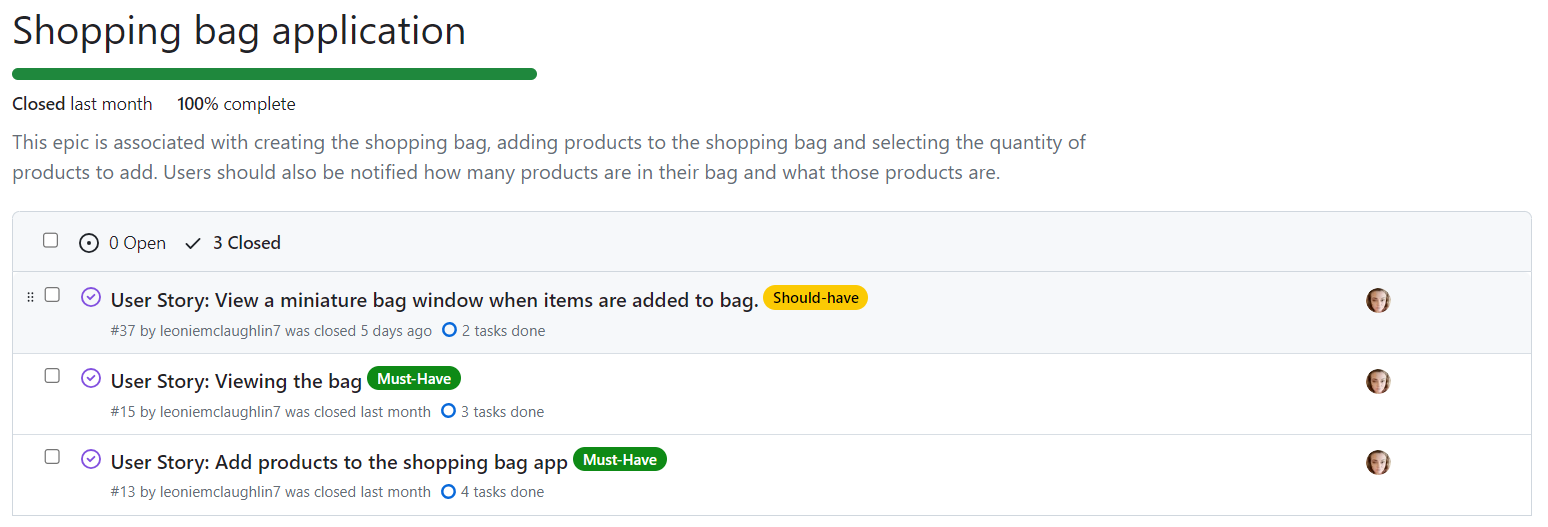 Shopping bag application
Closed last month 100% complete
This epic is associated with creating the shopping bag, adding products to the shopping bag and selecting the quantity of
products to add. Users should also be notified how many products are in their bag and what those products are.
0 Open 3 Closed
User Story: View a miniature bag window when items are added to bag. Should-have
#37 by leoniemclaughlin7 was closed 5 days ago 2 tasks done
User Story: Viewing the bag Must-Have
#15 by leoniemclaughlin7 was closed last month 3 tasks done
User Story: Add products to the shopping bag app Must-Have
#13 by leoniemclaughlin7 was closed last month 4 tasks done